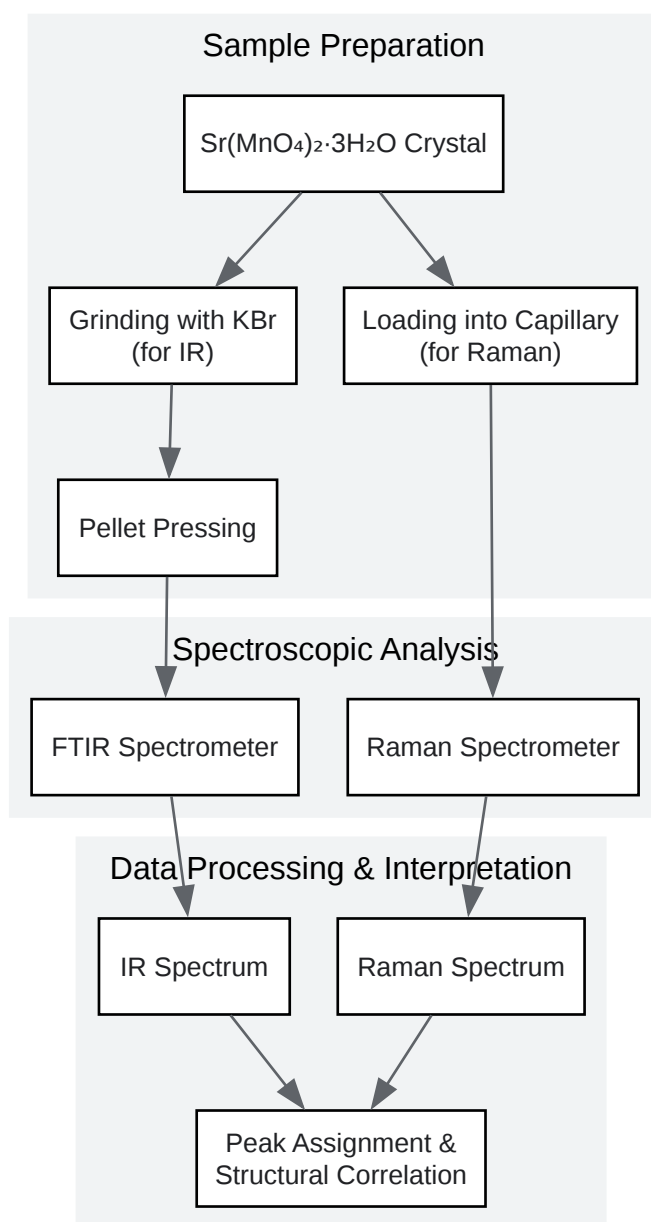 Sample Preparation
Sr(MnO₄)₂·3H₂O Crystal
Grinding with KBr
(for IR)
Loading into Capillary
(for Raman)
Pellet Pressing
Spectroscopic Analysis
FTIR Spectrometer
Raman Spectrometer
Data Processing & Interpretation
IR Spectrum
Raman Spectrum
Peak Assignment &
Structural Correlation